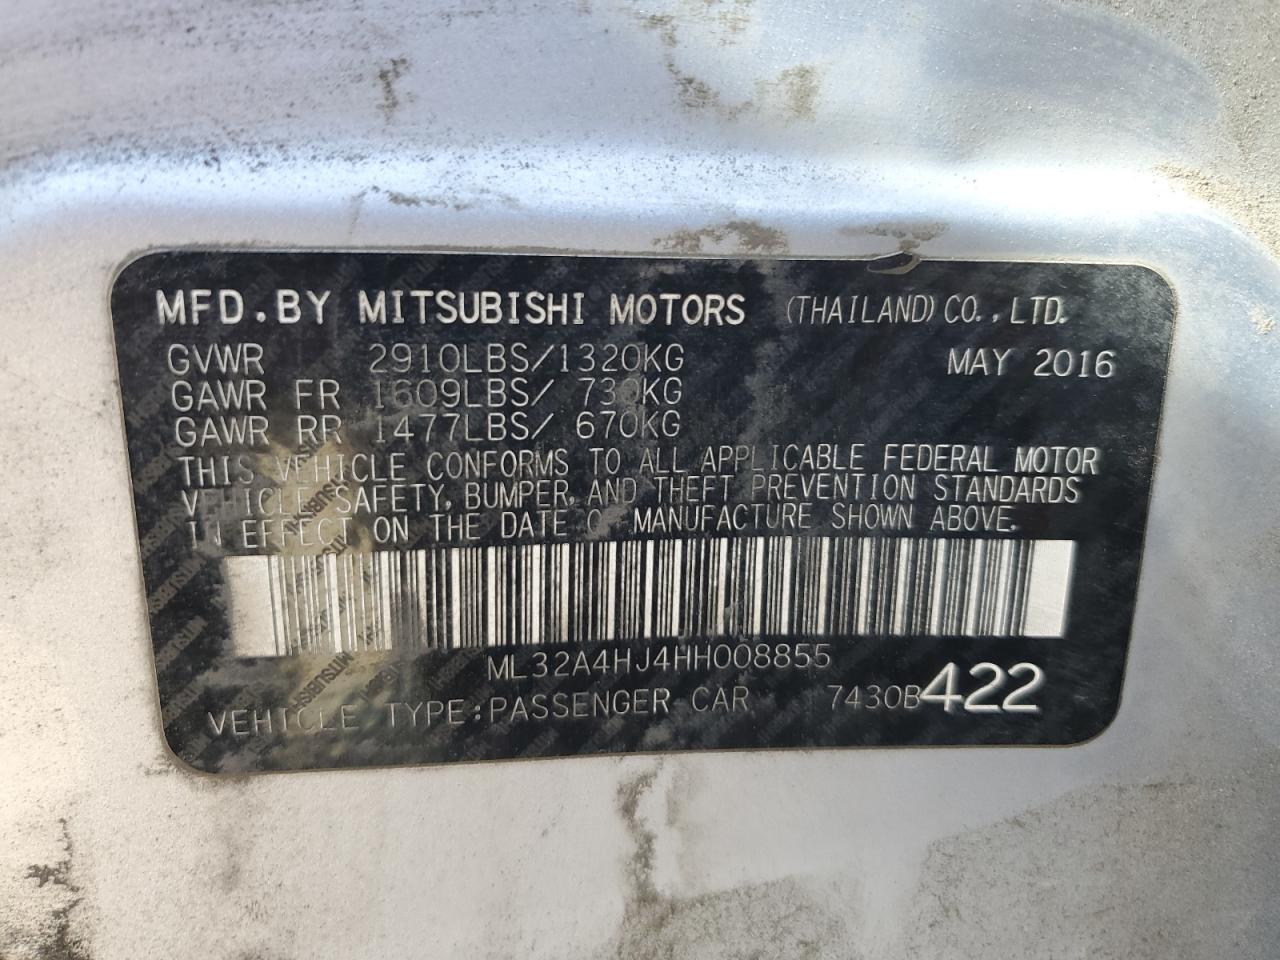 MFD.BY MITSUBISHI MOTORS (THAILAND) CO.,LTD.
GVWR 2910LBS/1320KG MAY 2016
GAWR FR 1609LBS/ 730KG
GAWR RR 1477LBS/ 670KG
THIS VEHICLE CONFORMS TO ALL APPLICABLE FEDERAL MOTOR
VEHICLE SAFETY, BUMPER, AND THEFT PREVENTION STANDARDS
IN EFFECT ON THE DATE OF MANUFACTURE SHOWN ABOVE.
ML32A4HJ4HH008855
VEHICLE TYPE:PASSENGER CAR 7430B422